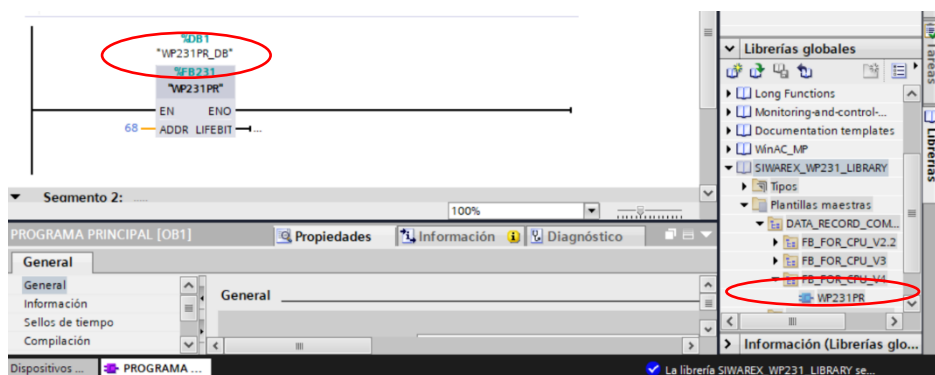 %DB1
"WP231PR_DB"
%FB231
"WP231PR"
EN ENO
68 ADDR LIFEBIT ...
Segmento 2: ....
100%
PROGRAMA PRINCIPAL [OB1]
Propiedades
Información
Diagnóstico
General
General
Información
Sellos de tiempo
Compilación
General
Dispositivos ...
PROGRAMA ...
Librerías globales
Long Functions
Monitoring-and-control-...
Documentation templates
WinAC_MP
SIWAREX_WP231_LIBRARY
Tipos
Plantillas maestras
DATA_RECORD_COM...
FB_FOR_CPU_V2.2
FB_FOR_CPU_V3
FB_FOR_CPU_V4
WP231PR
Información (Librerías glo...
La librería SIWAREX_WP231_LIBRARY se...
Tareas
Librerías